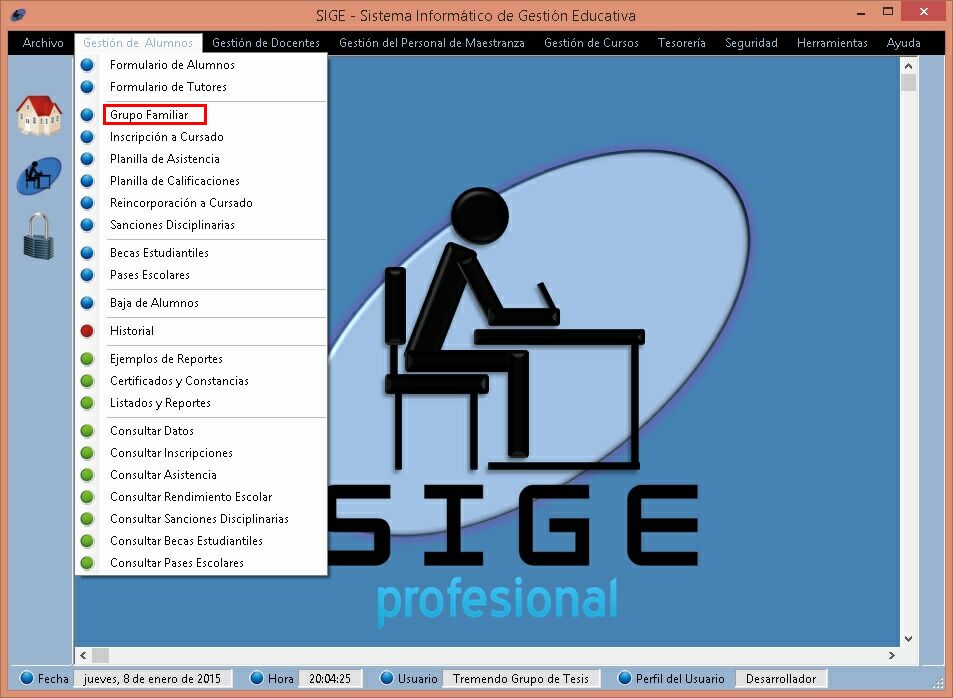 SIGE - Sistema Informático de Gestión Educativa
Archivo Gestión de Alumnos Gestión de Docentes Gestión del Personal de Maestranza Gestión de Cursos Tesorería Seguridad Herramientas Ayuda
Formulario de Alumnos
Formulario de Tutores
Grupo Familiar
Inscripción a Cursado
Planilla de Asistencia
Planilla de Calificaciones
Reincorporación a Cursado
Sanciones Disciplinarias
Becas Estudiantiles
Pases Escolares
Baja de Alumnos
Historial
Ejemplos de Reportes
Certificados y Constancias
Listados y Reportes
Consultar Datos
Consultar Inscripciones
Consultar Asistencia
Consultar Rendimiento Escolar
Consultar Sanciones Disciplinarias
Consultar Becas Estudiantiles
Consultar Pases Escolares
SIGE
profesional
Fecha jueves, 8 de enero de 2015 Hora 20:04:25 Usuario Tremendo Grupo de Tesis Perfil del Usuario Desarrollador